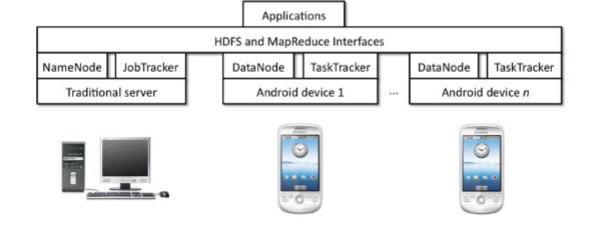 Applications
HDFS and MapReduce Interfaces
NameNode JobTracker DataNode TaskTracker DataNode TaskTracker
Traditional server Android device 1 ... Android device n